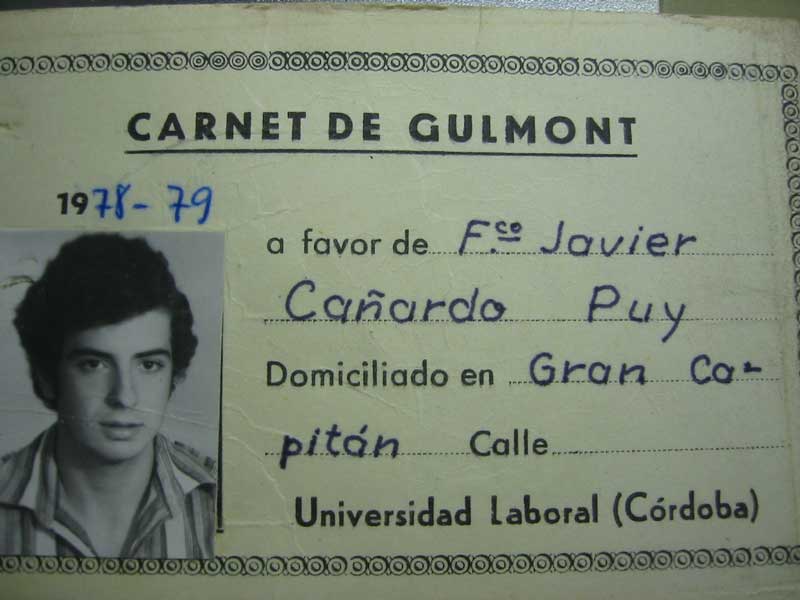 CARNET DE GULMONT
1978-79
a favor de F.co Javier
Cañardo Puy
Domiciliado en Gran Ca-
pitán Calle
Universidad Laboral (Córdoba)